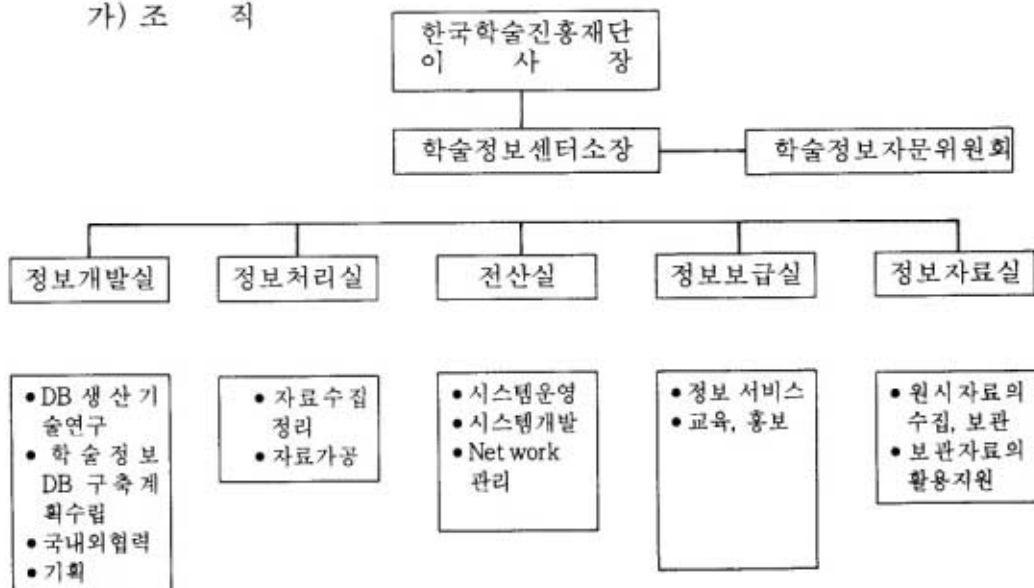 가) 조 직
한국학술진흥재단
이 사 장
학술정보센터소장
학술정보자문위원회
정보개발실
정보처리실
전산실
정보보급실
정보자료실
• DB 생산기
술연구
• 학술정보
DB 구축계
획수립
• 국내외협력
• 기획
• 자료수집
정리
• 자료가공
• 시스템운영
• 시스템개발
• Net work
관리
• 정보 서비스
• 교육, 홍보
• 원시자료의
수집, 보관
• 보관자료의
활용지원